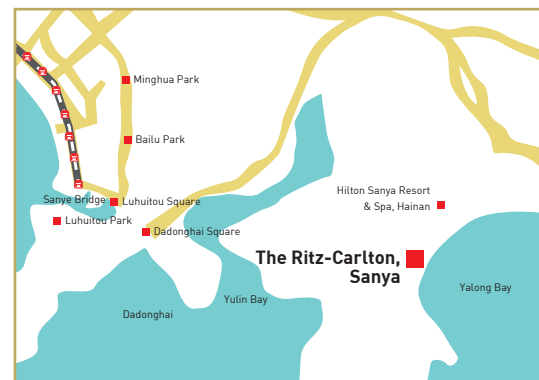 Minghua Park
Bailu Park
Hilton Sanya Resort
& Spa, Hainan
Sanye Bridge
Luhuitou Square
Luhuitou Park
Dadonghai Square
The Ritz-Carlton,
Sanya
Yalong Bay
Yulin Bay
Dadonghai